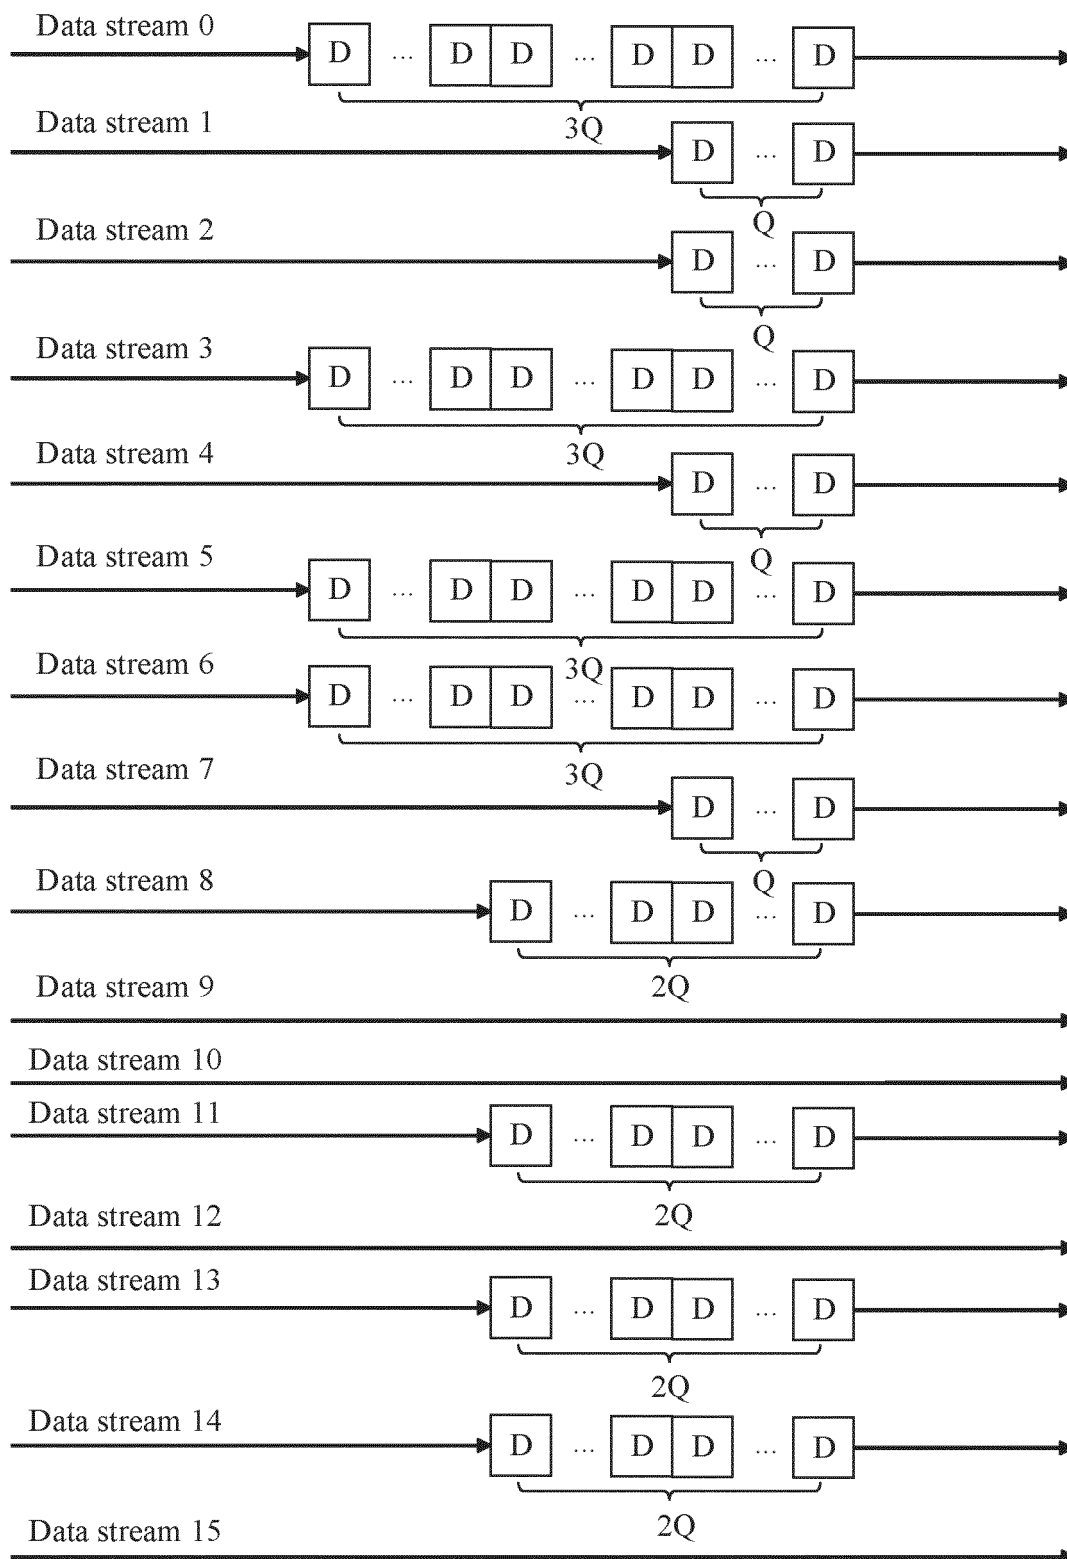 Data stream 0
D ... D D ... D D ... D
3Q
Data stream 1
D ... D
Q
Data stream 2
D ... D
Q
Data stream 3
D ... D D ... D D ... D
3Q
Data stream 4
D ... D
Q
Data stream 5
D ... D D ... D D ... D
3Q
Data stream 6
D ... D D ... D D ... D
3Q
Data stream 7
D ... D
Q
Data stream 8
D ... D D ... D
2Q
Data stream 9
Data stream 10
Data stream 11
D ... D D ... D
2Q
Data stream 12
Data stream 13
D ... D D ... D
2Q
Data stream 14
D ... D D ... D
2Q
Data stream 15